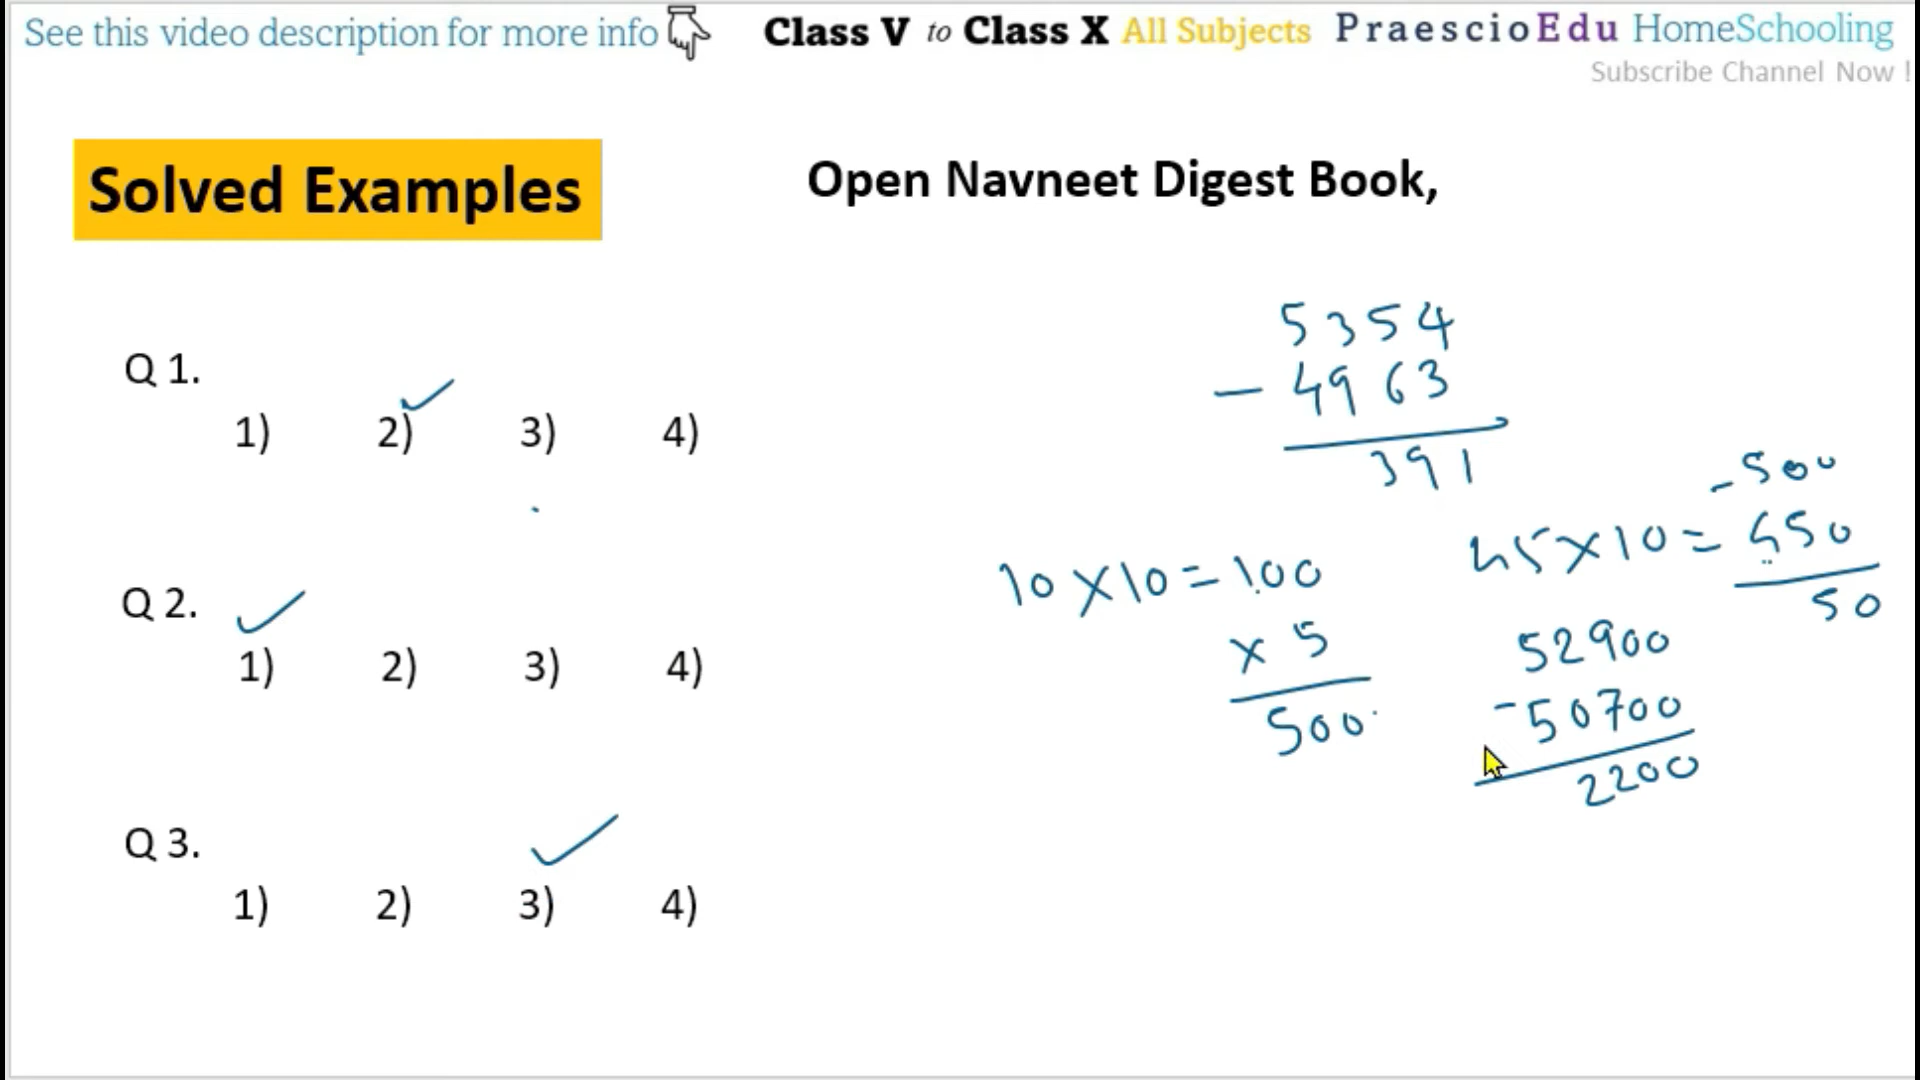 See this video description for more info Class V to Class X All Subjects PraescioEdu HomeSchooling
Subscribe Channel Now !
Solved Examples
Open Navneet Digest Book,
Q 1.
1) 2) 3) 4)
Q 2.
1) 2) 3) 4)
Q 3.
1) 2) 3) 4)
5354
- 4963
391
10 X 10 = 100
x 5
500
- 500
45 X 10 = 450
50
52900
- 50700
2200